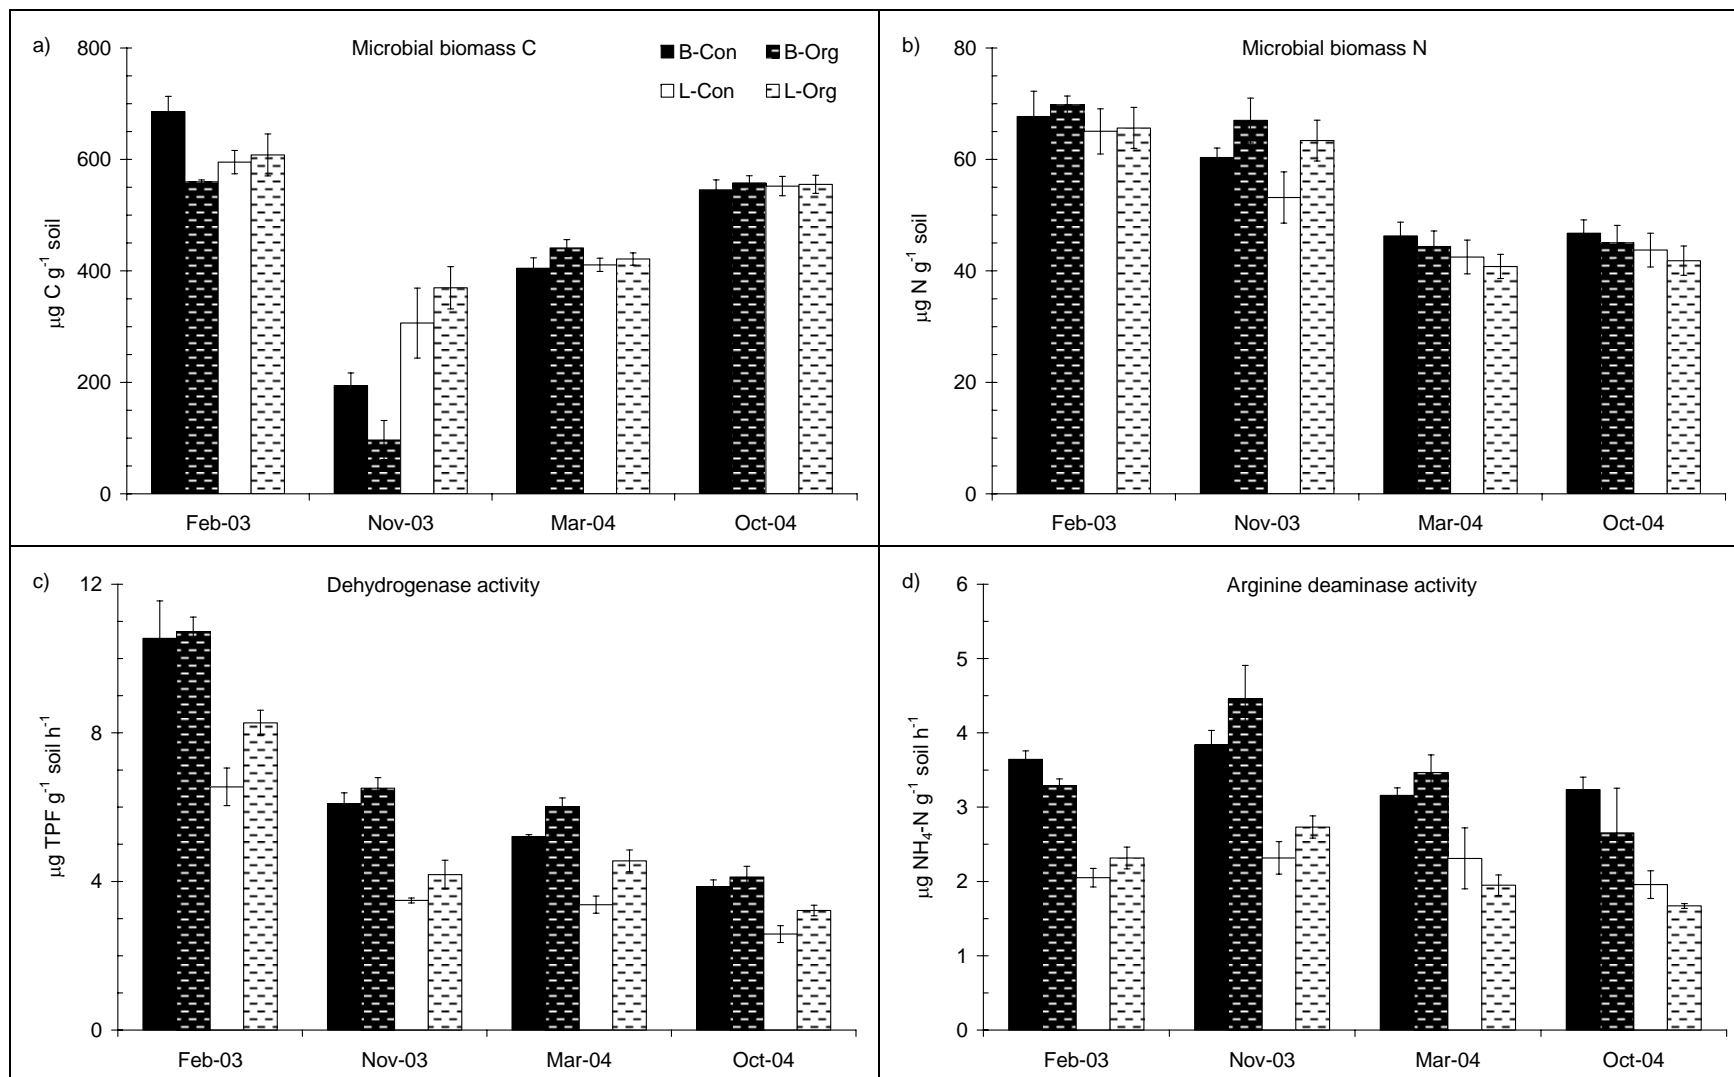 a) Microbial biomass C
B-Con B-Org
L-Con L-Org
800
600
400
200
0
µg C g⁻¹ soil
Feb-03 Nov-03 Mar-04 Oct-04
b) Microbial biomass N
80
60
40
20
0
µg N g⁻¹ soil
Feb-03 Nov-03 Mar-04 Oct-04
c) Dehydrogenase activity
12
8
4
0
µg TPF g⁻¹ soil h⁻¹
Feb-03 Nov-03 Mar-04 Oct-04
d) Arginine deaminase activity
6
5
4
3
2
1
0
µg NH₄-N g⁻¹ soil h⁻¹
Feb-03 Nov-03 Mar-04 Oct-04